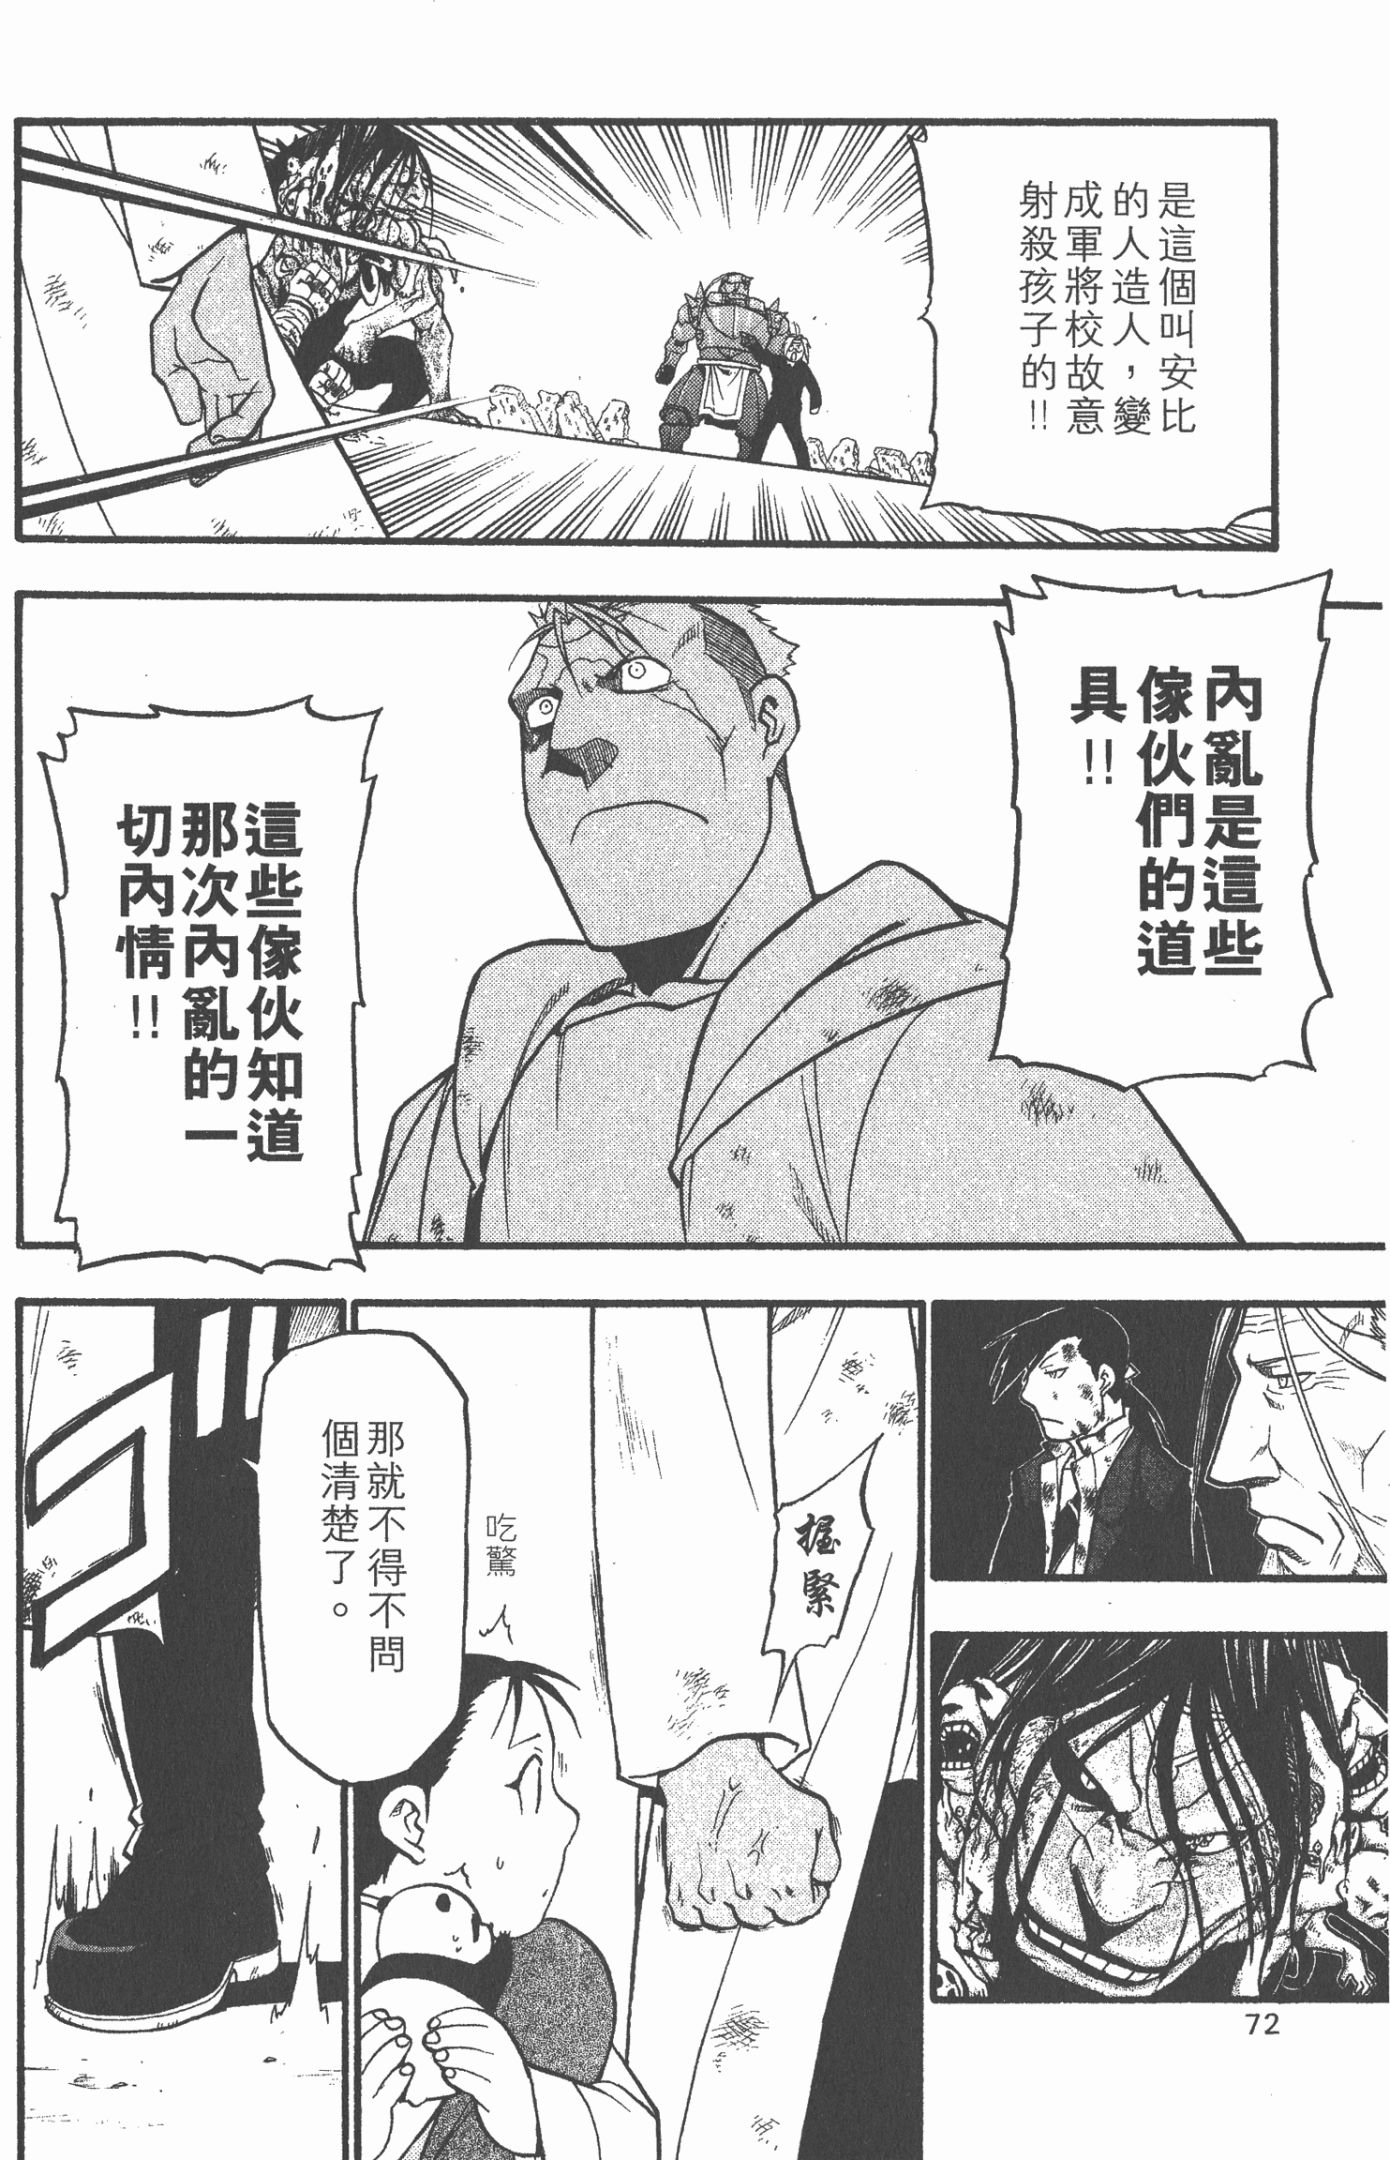 是這個叫安比
的人造人，變
成軍將校故意
射殺孩子的!!
內亂是這些
傢伙們的道
具!!
這些傢伙知道
那次內亂的一
切內情!!
握緊
吃驚
那就不得不問
個清楚了。
72